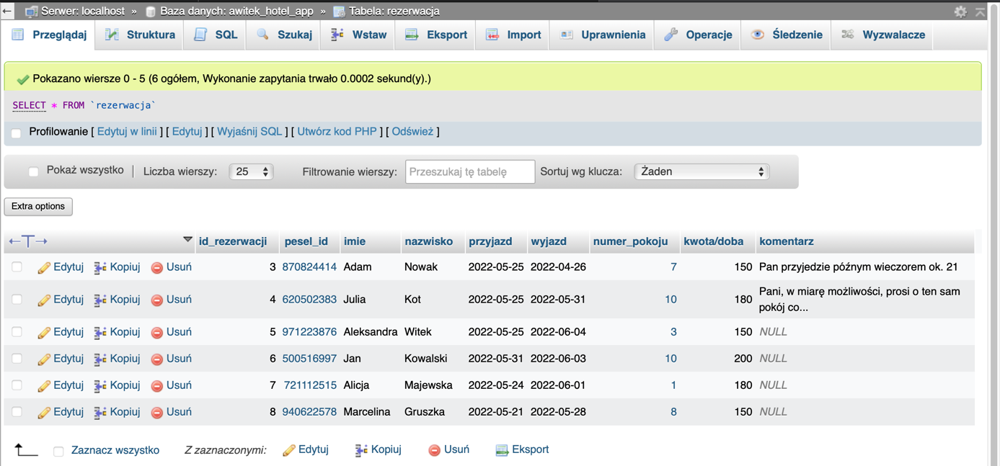 Serwer: localhost » Baza danych: awitek_hotel_app » Tabela: rezerwacja
Przeglądaj Struktura SQL Szukaj Wstaw Eksport Import Uprawnienia Operacje Śledzenie Wyzwalacze
Pokazano wiersze 0 - 5 (6 ogółem, Wykonanie zapytania trwało 0.0002 sekund(y).)
SELECT * FROM `rezerwacja`
Profilowanie [ Edytuj w linii ] [ Edytuj ] [ Wyjaśnij SQL ] [ Utwórz kod PHP ] [ Odśwież ]
Pokaż wszystko | Liczba wierszy: 25 Filtrowanie wierszy: Przeszukaj tę tabelę Sortuj wg klucza: Żaden
Extra options
←T→ id_rezerwacji pesel_id imie nazwisko przyjazd wyjazd numer_pokoju kwota/doba komentarz
Edytuj Kopiuj Usuń 3 870824414 Adam Nowak 2022-05-25 2022-04-26 7 150 Pan przyjedzie późnym wieczorem ok. 21
Edytuj Kopiuj Usuń 4 620502383 Julia Kot 2022-05-25 2022-05-31 10 180 Pani, w miarę możliwości, prosi o ten sam
pokój co...
Edytuj Kopiuj Usuń 5 971223876 Aleksandra Witek 2022-05-25 2022-06-04 3 150 NULL
Edytuj Kopiuj Usuń 6 500516997 Jan Kowalski 2022-05-31 2022-06-03 10 200 NULL
Edytuj Kopiuj Usuń 7 721112515 Alicja Majewska 2022-05-24 2022-06-01 1 180 NULL
Edytuj Kopiuj Usuń 8 940622578 Marcelina Gruszka 2022-05-21 2022-05-28 8 150 NULL
Zaznacz wszystko Z zaznaczonymi: Edytuj Kopiuj Usuń Eksport